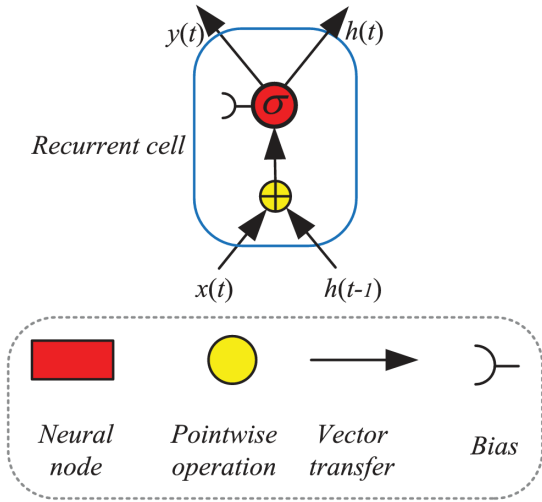 y(t) h(t)
σ
Recurrent cell
x(t) h(t-1)
Neural node
Pointwise operation
Vector transfer
Bias